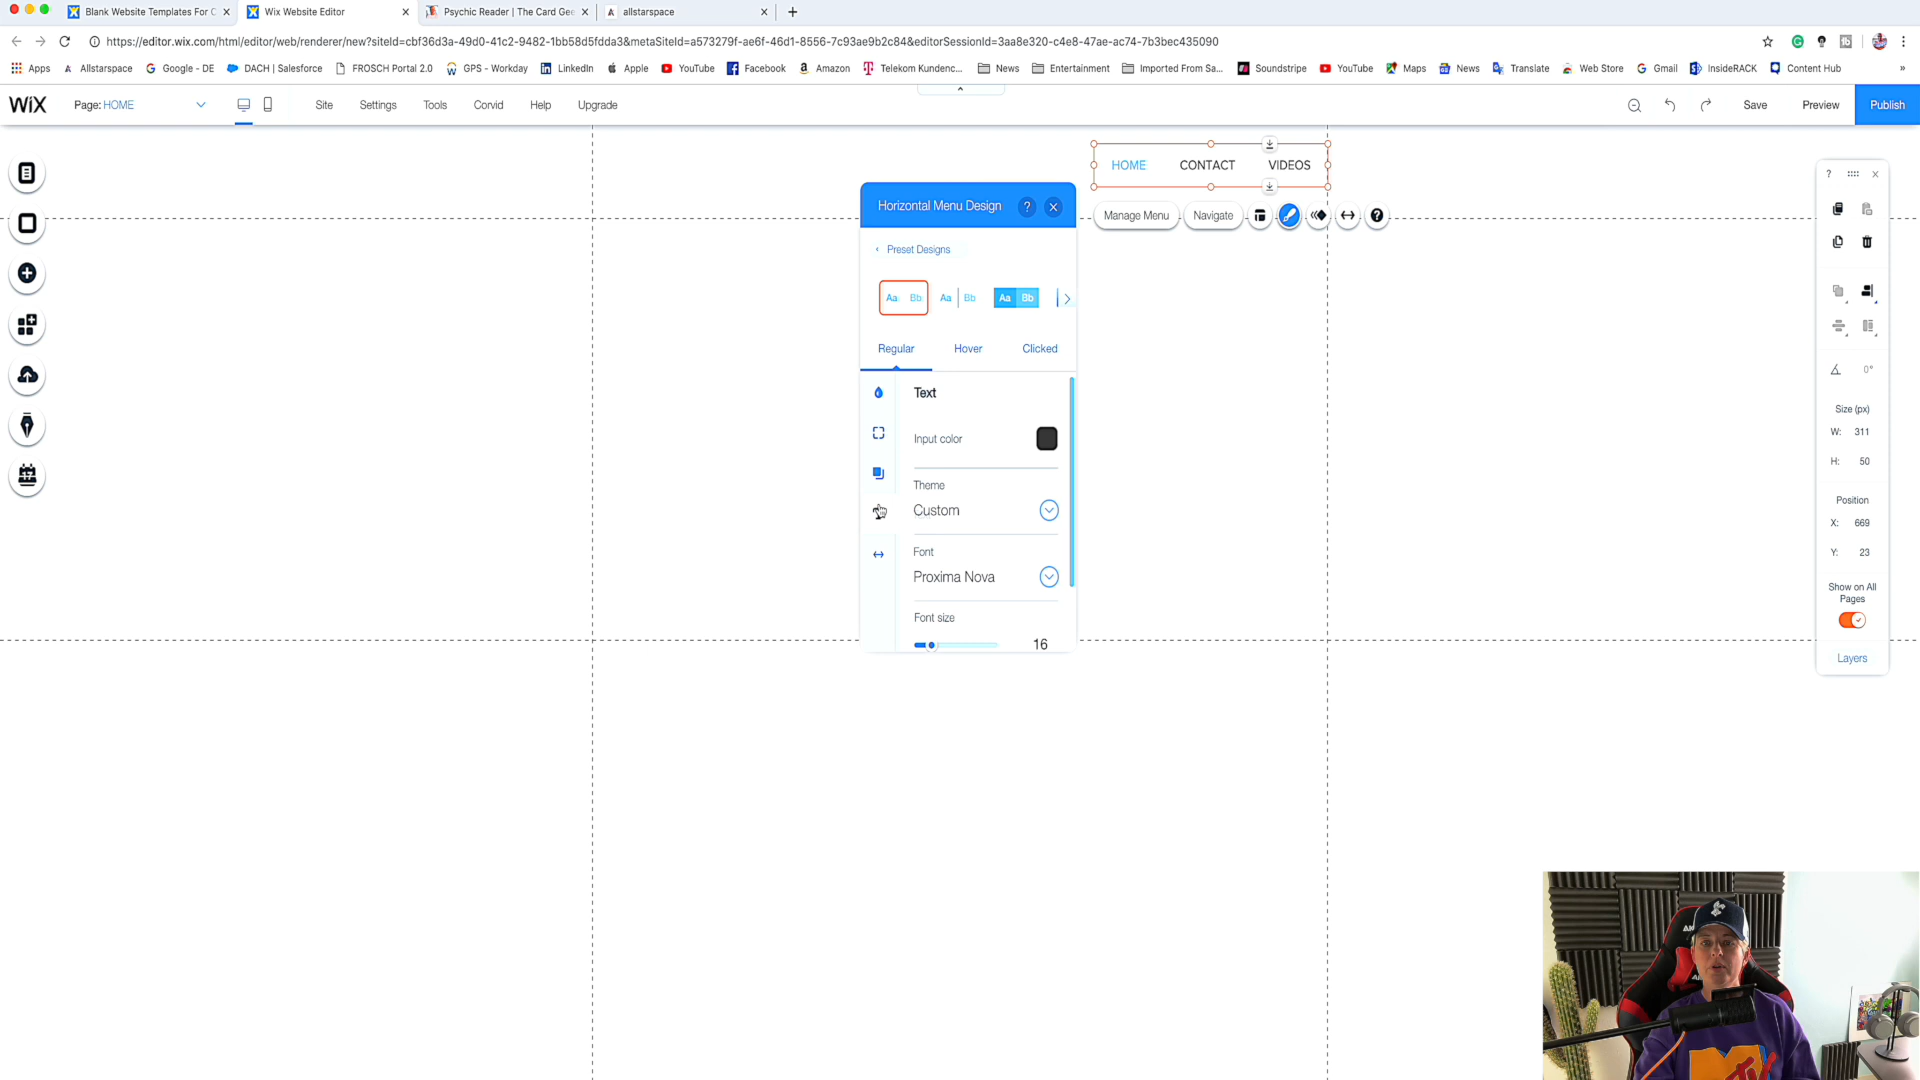 Blank Website Templates For C
Wix Website Editor
Psychic Reader | The Card Gee
allstarspace
https://editor.wix.com/html/editor/web/renderer/new?siteId=cbf36d3a-49d0-41c2-9482-1bb58d5fdda3&metaSiteId=a573279f-ae6f-46d1-8556-7c93ae9b2c84&editorSessionId=3aa8e320-c4e8-47ae-ac74-7b3bec435090
Apps Allstarspace Google - DE DACH | Salesforce FROSCH Portal 2.0 GPS - Workday LinkedIn Apple YouTube Facebook Amazon Telekom Kundenc... News Entertainment Imported From Sa... Soundstripe YouTube Maps News Translate Web Store Gmail InsideRACK Content Hub »
WiX Page: HOME Site Settings Tools Corvid Help Upgrade Save Preview Publish
HOME CONTACT VIDEOS
Manage Menu Navigate ?
Horizontal Menu Design ?
‹ Preset Designs
Aa Bb Aa Bb Aa Bb
Regular Hover Clicked
Text
Input color
Theme
Custom
Font
Proxima Nova
Font size
16
?
0°
Size (px)
W: 311
H: 50
Position
X: 669
Y: 23
Show on All
Pages
Layers